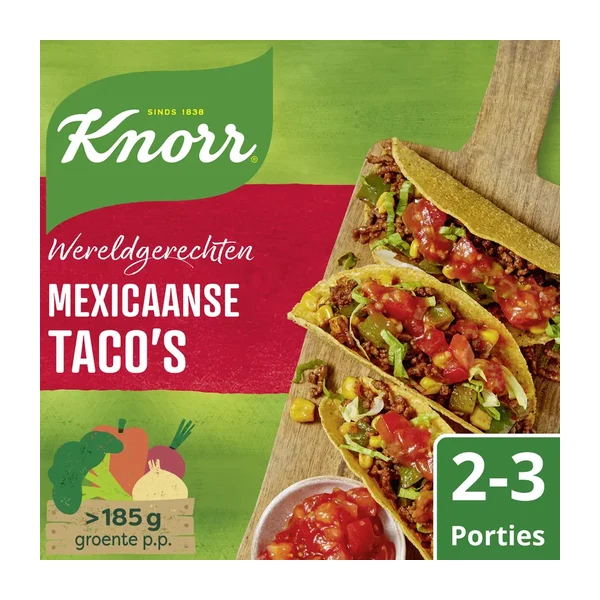 SINDS 1838
Knorr®
Wereldgerechten
MEXICAANSE
TACO'S
>185 g
groente p.p.
2-3
Porties